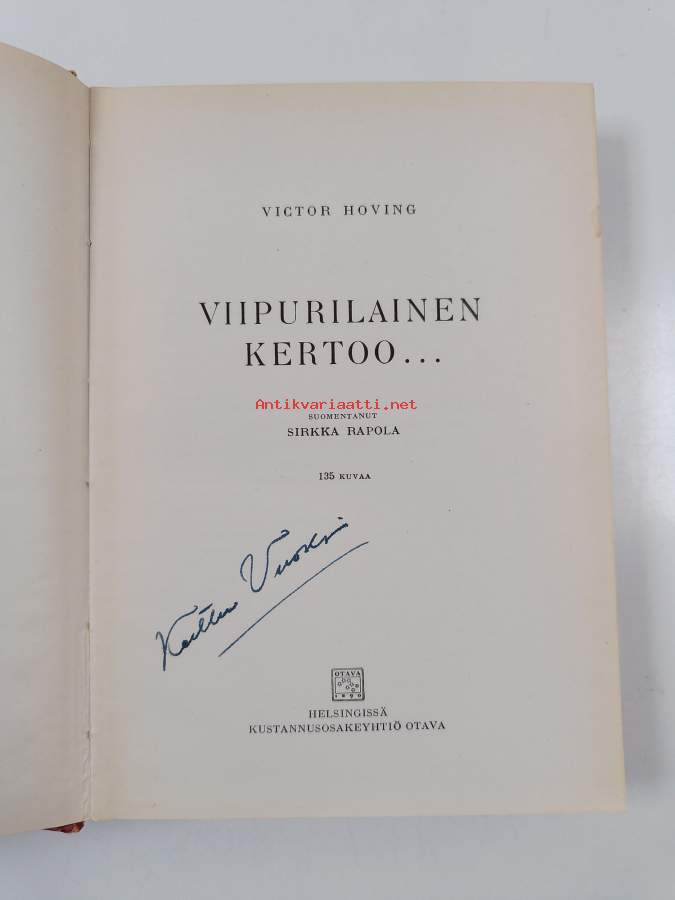 VICTOR HOVING
VIIPURILAINEN
KERTOO...
Antikvariaatti.net
SUOMENTANUT
SIRKKA RAPOLA
135 KUVAA
OTAVA
1890
HELSINGISSÄ
KUSTANNUSOSAKEYHTIÖ OTAVA